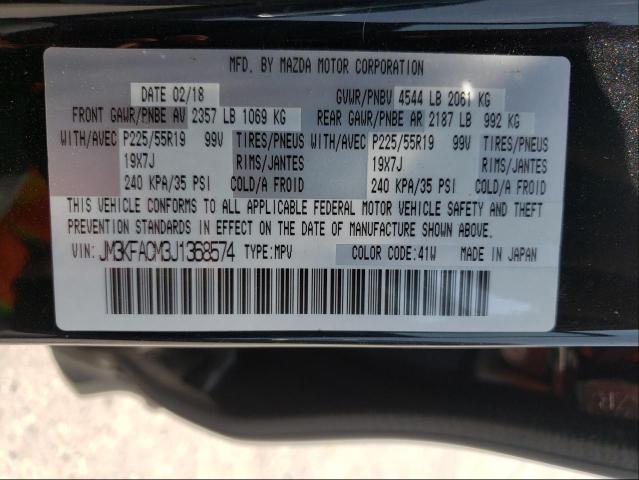 MFD. BY MAZDA MOTOR CORPORATION
DATE 02/18 GVWR/PNBV 4544 LB 2061 KG
FRONT GAWR/PNBE AV 2357 LB 1069 KG REAR GAWR/PNBE AR 2187 LB 992 KG
WITH/AVEC P225/55R19 99V TIRES/PNEUS WITH/AVEC P225/55R19 99V TIRES/PNEUS
19X7J RIMS/JANTES 19X7J RIMS/JANTES
240 KPA/35 PSI COLD/A FROID 240 KPA/35 PSI COLD/A FROID
THIS VEHICLE CONFORMS TO ALL APPLICABLE FEDERAL MOTOR VEHICLE SAFETY AND THEFT
PREVENTION STANDARDS IN EFFECT ON THE DATE OF MANUFACTURE SHOWN ABOVE.
VIN: JM3KFACM3J1368574 TYPE:MPV COLOR CODE:41W MADE IN JAPAN